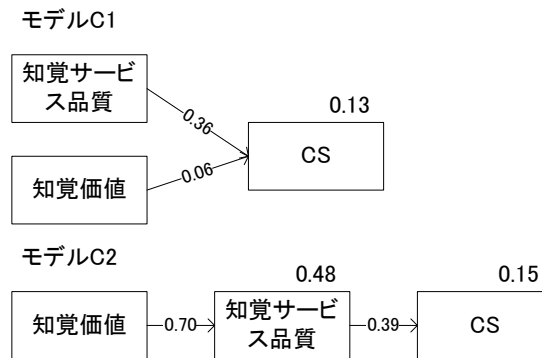 モデルC1
知覚サービ
ス品質
0.13
0.36
CS
0.06
知覚価値
モデルC2
0.48
0.15
知覚価値
0.70
知覚サービ
ス品質
0.39
CS